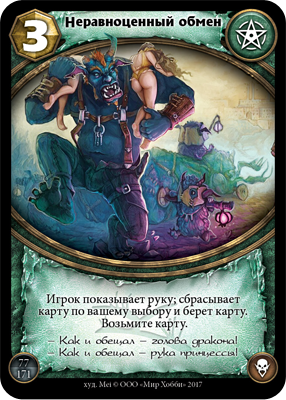 3
Неравноценный обмен
Игрок показывает руку; сбрасывает
карту по вашему выбору и берет карту.
Возьмите карту.
– Как и обещал – голова дракона!
– Как и обещал – рука принцессы!
77
171
худ. Mei © ООО «Мир Хобби» 2017